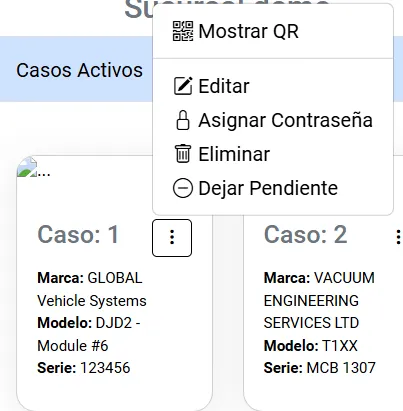 Sucursal demo
Mostrar QR
Casos Activos
Editar
Asignar Contraseña
Eliminar
Dejar Pendiente
...
Caso: 1
Marca: GLOBAL
Vehicle Systems
Modelo: DJD2 -
Module #6
Serie: 123456
Caso: 2
Marca: VACUUM
ENGINEERING
SERVICES LTD
Modelo: T1XX
Serie: MCB 1307